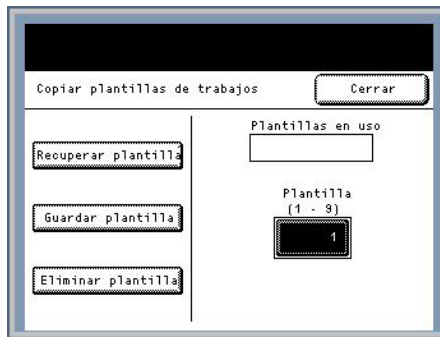 Copiar plantillas de trabajos
Cerrar
Recuperar plantilla
Guardar plantilla
Eliminar plantilla
Plantillas en uso
Plantilla
(1 - 9)
1